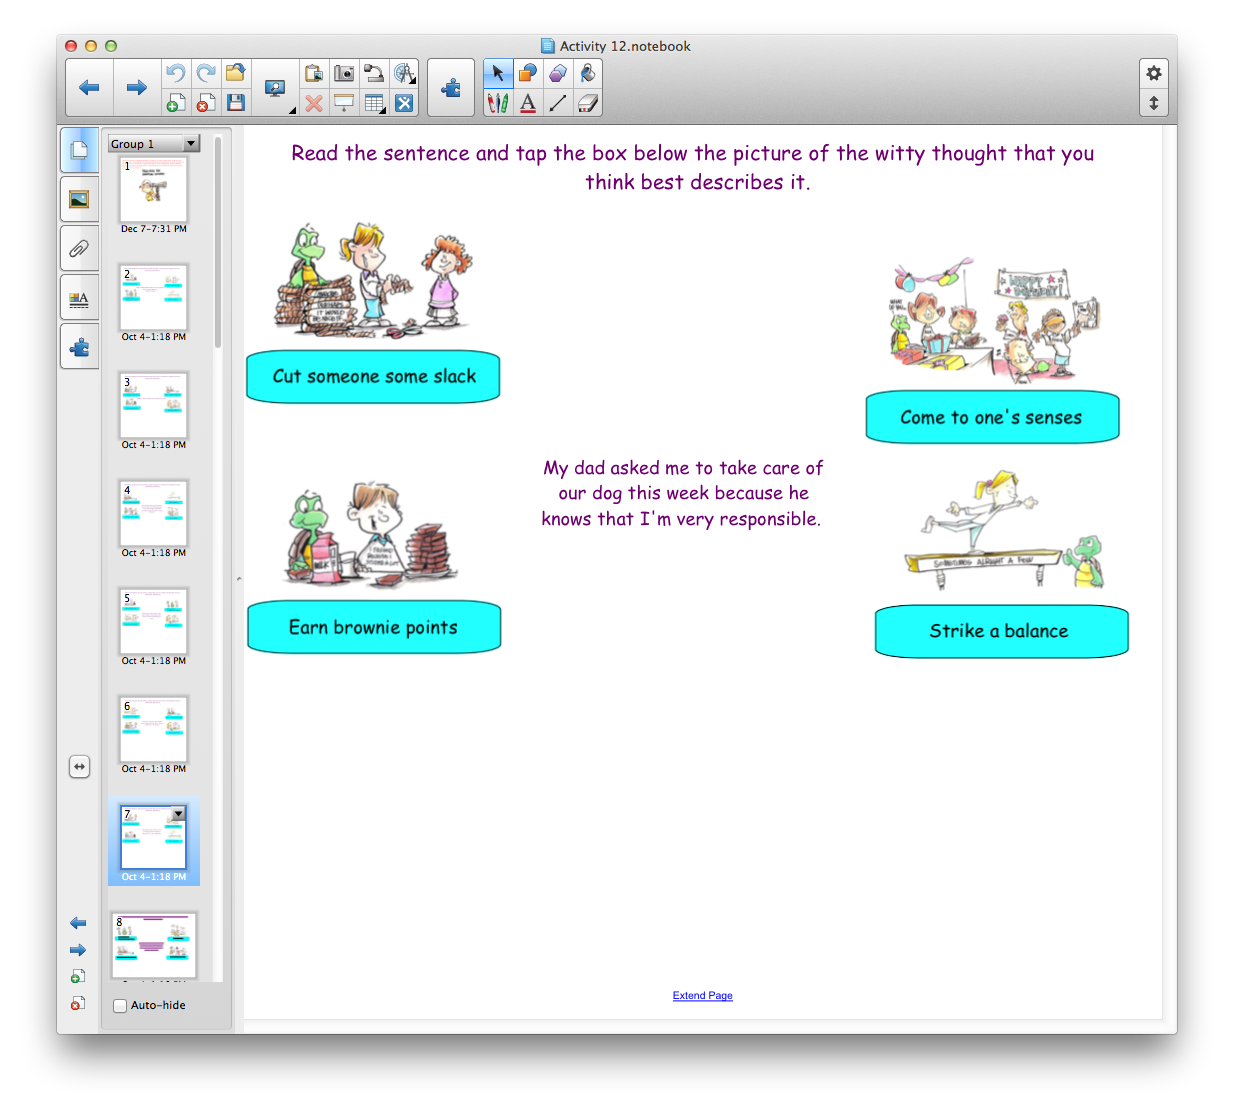 Activity 12.notebook
Group 1
1
Dec 7-7:31 PM
2
Oct 4-1:18 PM
3
Oct 4-1:18 PM
4
Oct 4-1:18 PM
5
Oct 4-1:18 PM
6
Oct 4-1:18 PM
7
Oct 4-1:18 PM
8
Auto-hide
Read the sentence and tap the box below the picture of the witty thought that you
think best describes it.
Cut someone some slack
HAPPY
Come to one's senses
My dad asked me to take care of
our dog this week because he
knows that I'm very responsible.
MILK
Earn brownie points
SOMETIMES ALRIGHT A FEW
Strike a balance
Extend Page